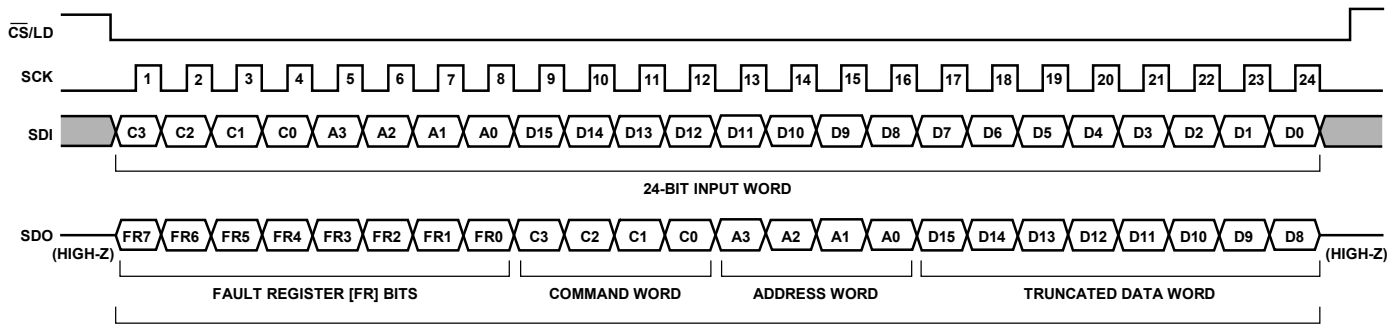 CS/LD
SCK 1 2 3 4 5 6 7 8 9 10 11 12 13 14 15 16 17 18 19 20 21 22 23 24
SDI C3 C2 C1 C0 A3 A2 A1 A0 D15 D14 D13 D12 D11 D10 D9 D8 D7 D6 D5 D4 D3 D2 D1 D0
24-BIT INPUT WORD
SDO FR7 FR6 FR5 FR4 FR3 FR2 FR1 FR0 C3 C2 C1 C0 A3 A2 A1 A0 D15 D14 D13 D12 D11 D10 D9 D8
(HIGH-Z) (HIGH-Z)
FAULT REGISTER [FR] BITS COMMAND WORD ADDRESS WORD TRUNCATED DATA WORD